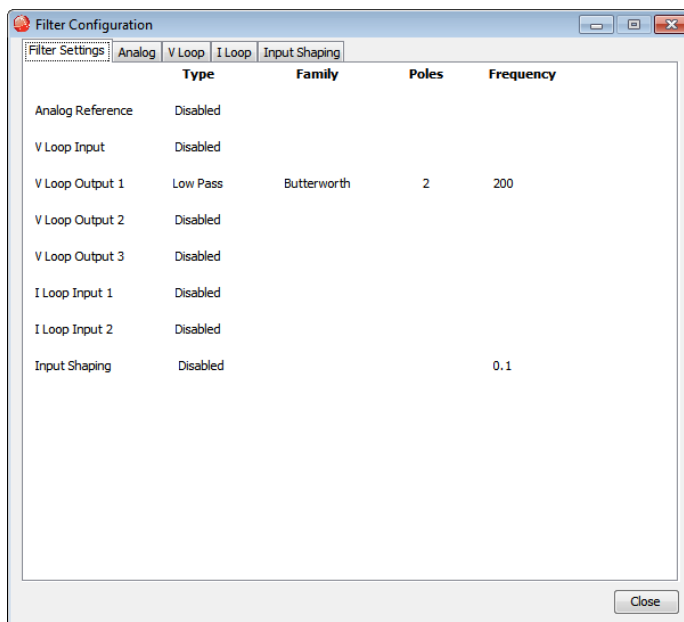 Filter Configuration
Filter Settings Analog V Loop I Loop Input Shaping
Type Family Poles Frequency
Analog Reference Disabled
V Loop Input Disabled
V Loop Output 1 Low Pass Butterworth 2 200
V Loop Output 2 Disabled
V Loop Output 3 Disabled
I Loop Input 1 Disabled
I Loop Input 2 Disabled
Input Shaping Disabled 0.1
Close